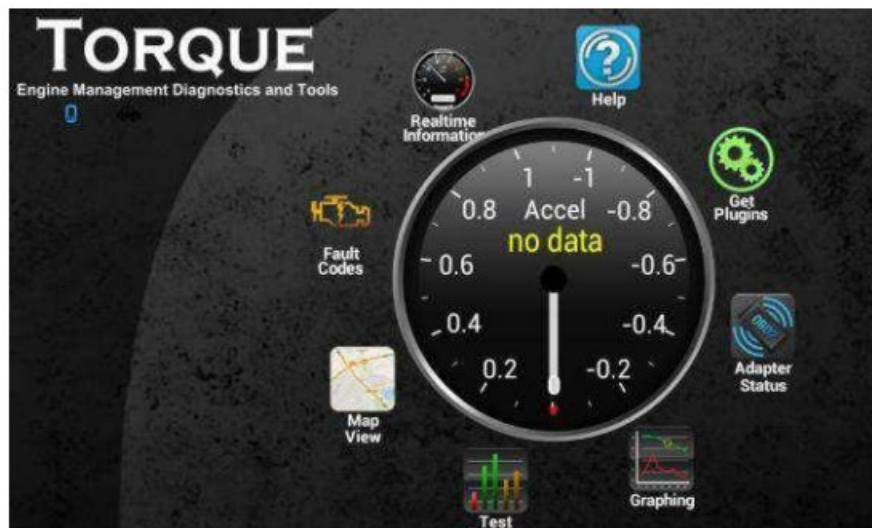 TORQUE
Engine Management Diagnostics and Tools
0
Help
Realtime
Information
Get
Plugins
1 -1
0.8 Accel -0.8
no data
Fault
Codes
0.6 -0.6
0.4 -0.4
0.2 0 -0.2
OBD2
Adapter
Status
Map
View
Graphing
Test